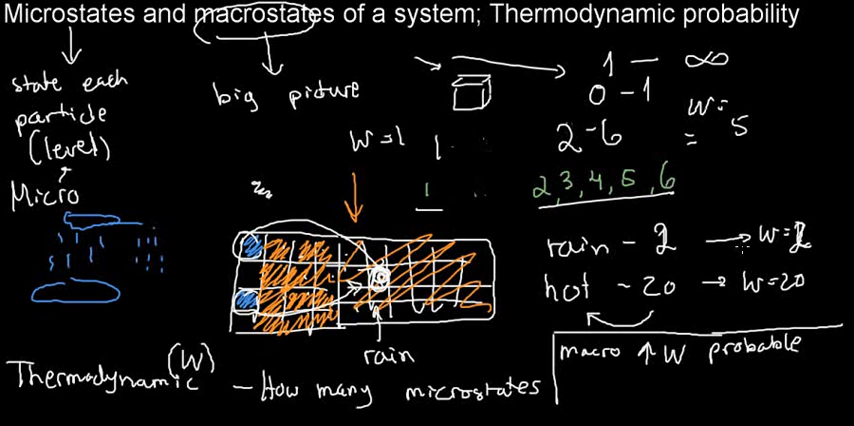 Microstates and macrostates of a system; Thermodynamic probability
state each
particle
(level)
Micro
big picture
1 — ∞
0 - 1
2-6
W =
= 5
2, 3, 4, 5, 6
W = 1
1
1
rain - 2 → W=2
hot - 20 → W=20
rain
macro ↑ W probable
Thermodynamic (W) - How many microstates